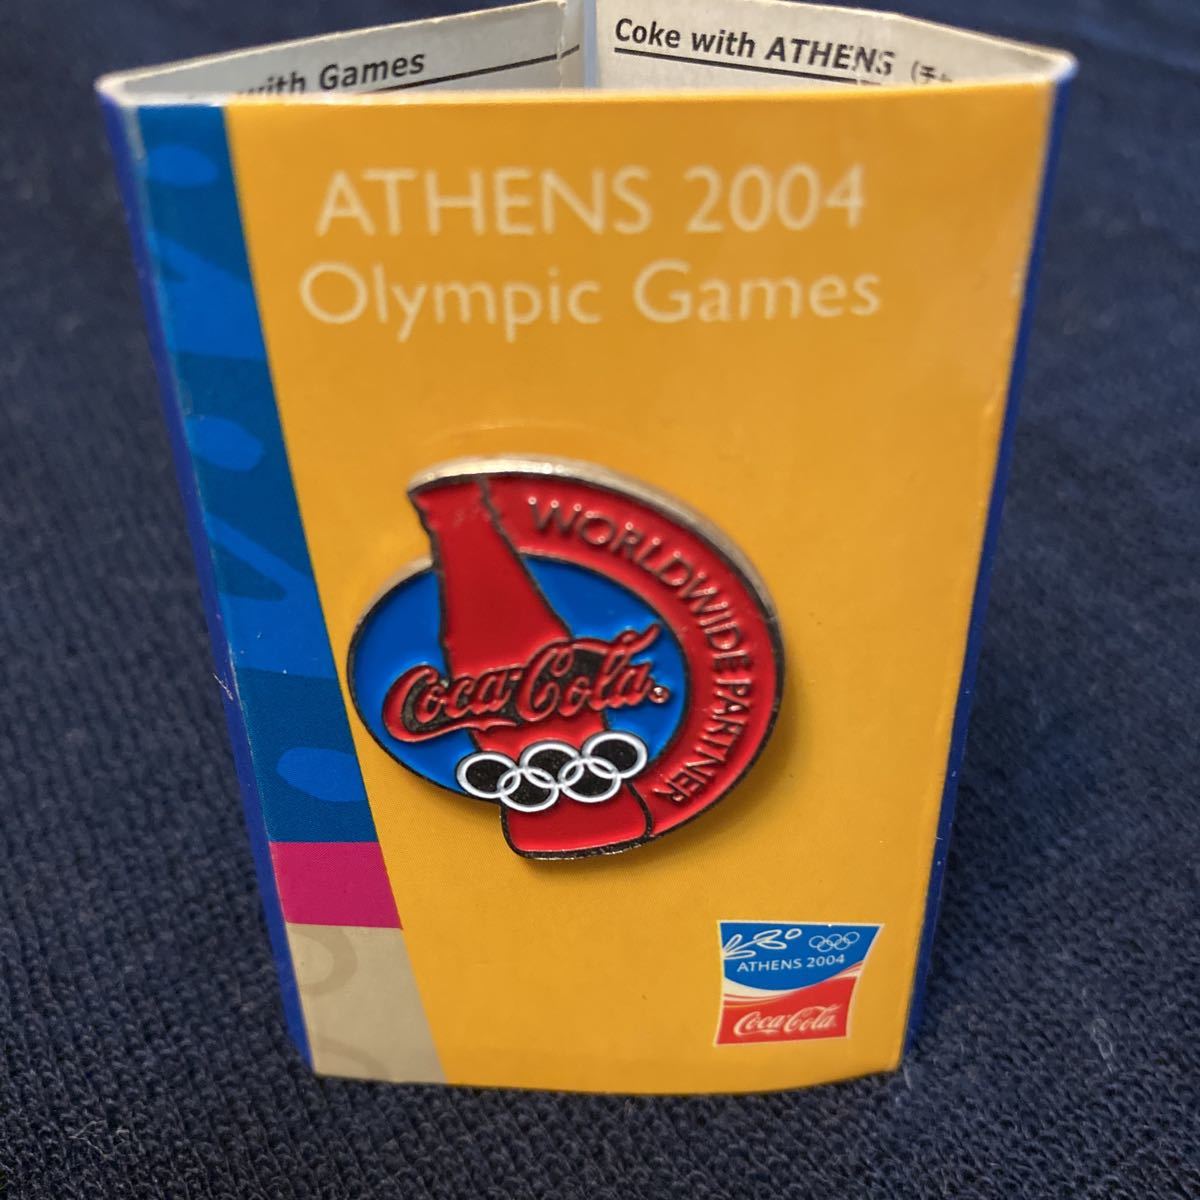 with Games
Coke with ATHENS
ATHENS 2004
Olympic Games
WORLDWIDE PARTNER
Coca-Cola
ATHENS 2004
Coca-Cola